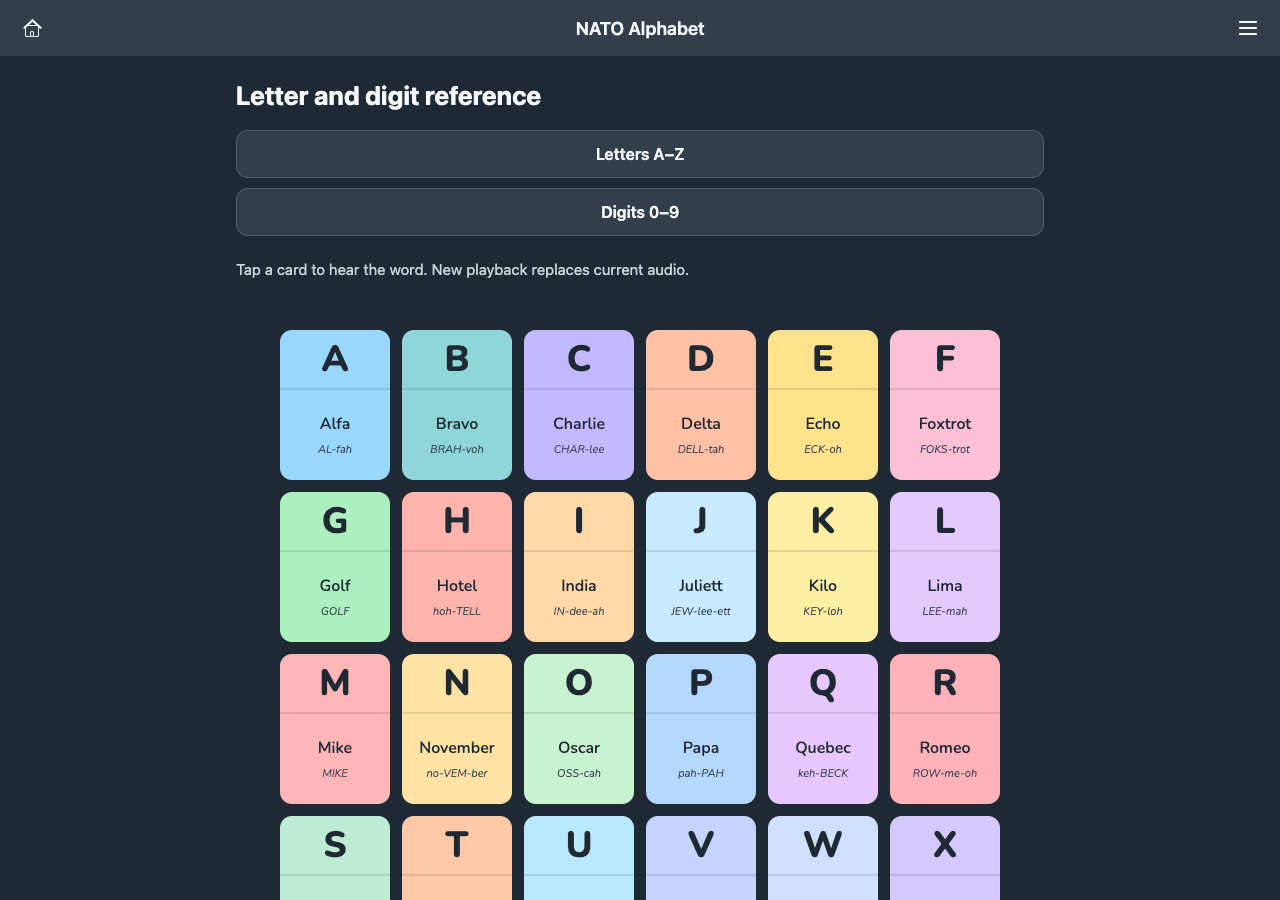 NATO Alphabet
Letter and digit reference
Letters A–Z
Digits 0–9
Tap a card to hear the word. New playback replaces current audio.
A B C D E F
Alfa Bravo Charlie Delta Echo Foxtrot
AL-fah BRAH-voh CHAR-lee DELL-tah ECK-oh FOKS-trot
G H I J K L
Golf Hotel India Juliett Kilo Lima
GOLF hoh-TELL IN-dee-ah JEW-lee-ett KEY-loh LEE-mah
M N O P Q R
Mike November Oscar Papa Quebec Romeo
MIKE no-VEM-ber OSS-cah pah-PAH keh-BECK ROW-me-oh
S T U V W X